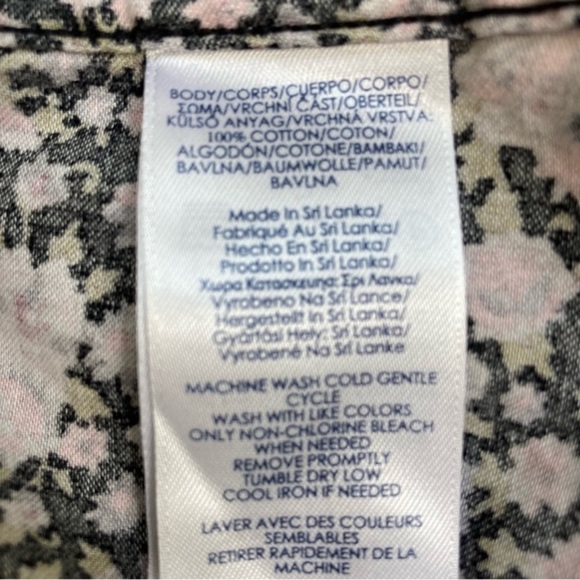 BODY/CORPS/CUERPO/CORPO/
ΣΩΜΑ/VRCHNÍ ČÁST/OBERTEIL/
KÜLSŐ ANYAG/VRCHNÁ VRSTVA:
100% COTTON/COTON/
ALGODÓN/COTONE/BAMBAKI/
BAVLNA/BAUMWOLLE/PAMUT/
BAVLNA
Made In Sri Lanka/
Fabriqué Au Sri Lanka/
Hecho En Sri Lanka/
Prodotto In Sri Lanka/
Χωρα Κατασκευηα: Σρι Λανκα/
Vyrobeno Na Srí Lance/
Hergestellt In Sri Lanka/
Gyártási Hely: Srí Lanka/
Vyrobené Na Srí Lanke
MACHINE WASH COLD GENTLE
CYCLE
WASH WITH LIKE COLORS
ONLY NON-CHLORINE BLEACH
WHEN NEEDED
REMOVE PROMPTLY
TUMBLE DRY LOW
COOL IRON IF NEEDED
LAVER AVEC DES COULEURS
SEMBLABLES
RETIRER RAPIDEMENT DE LA
MACHINE